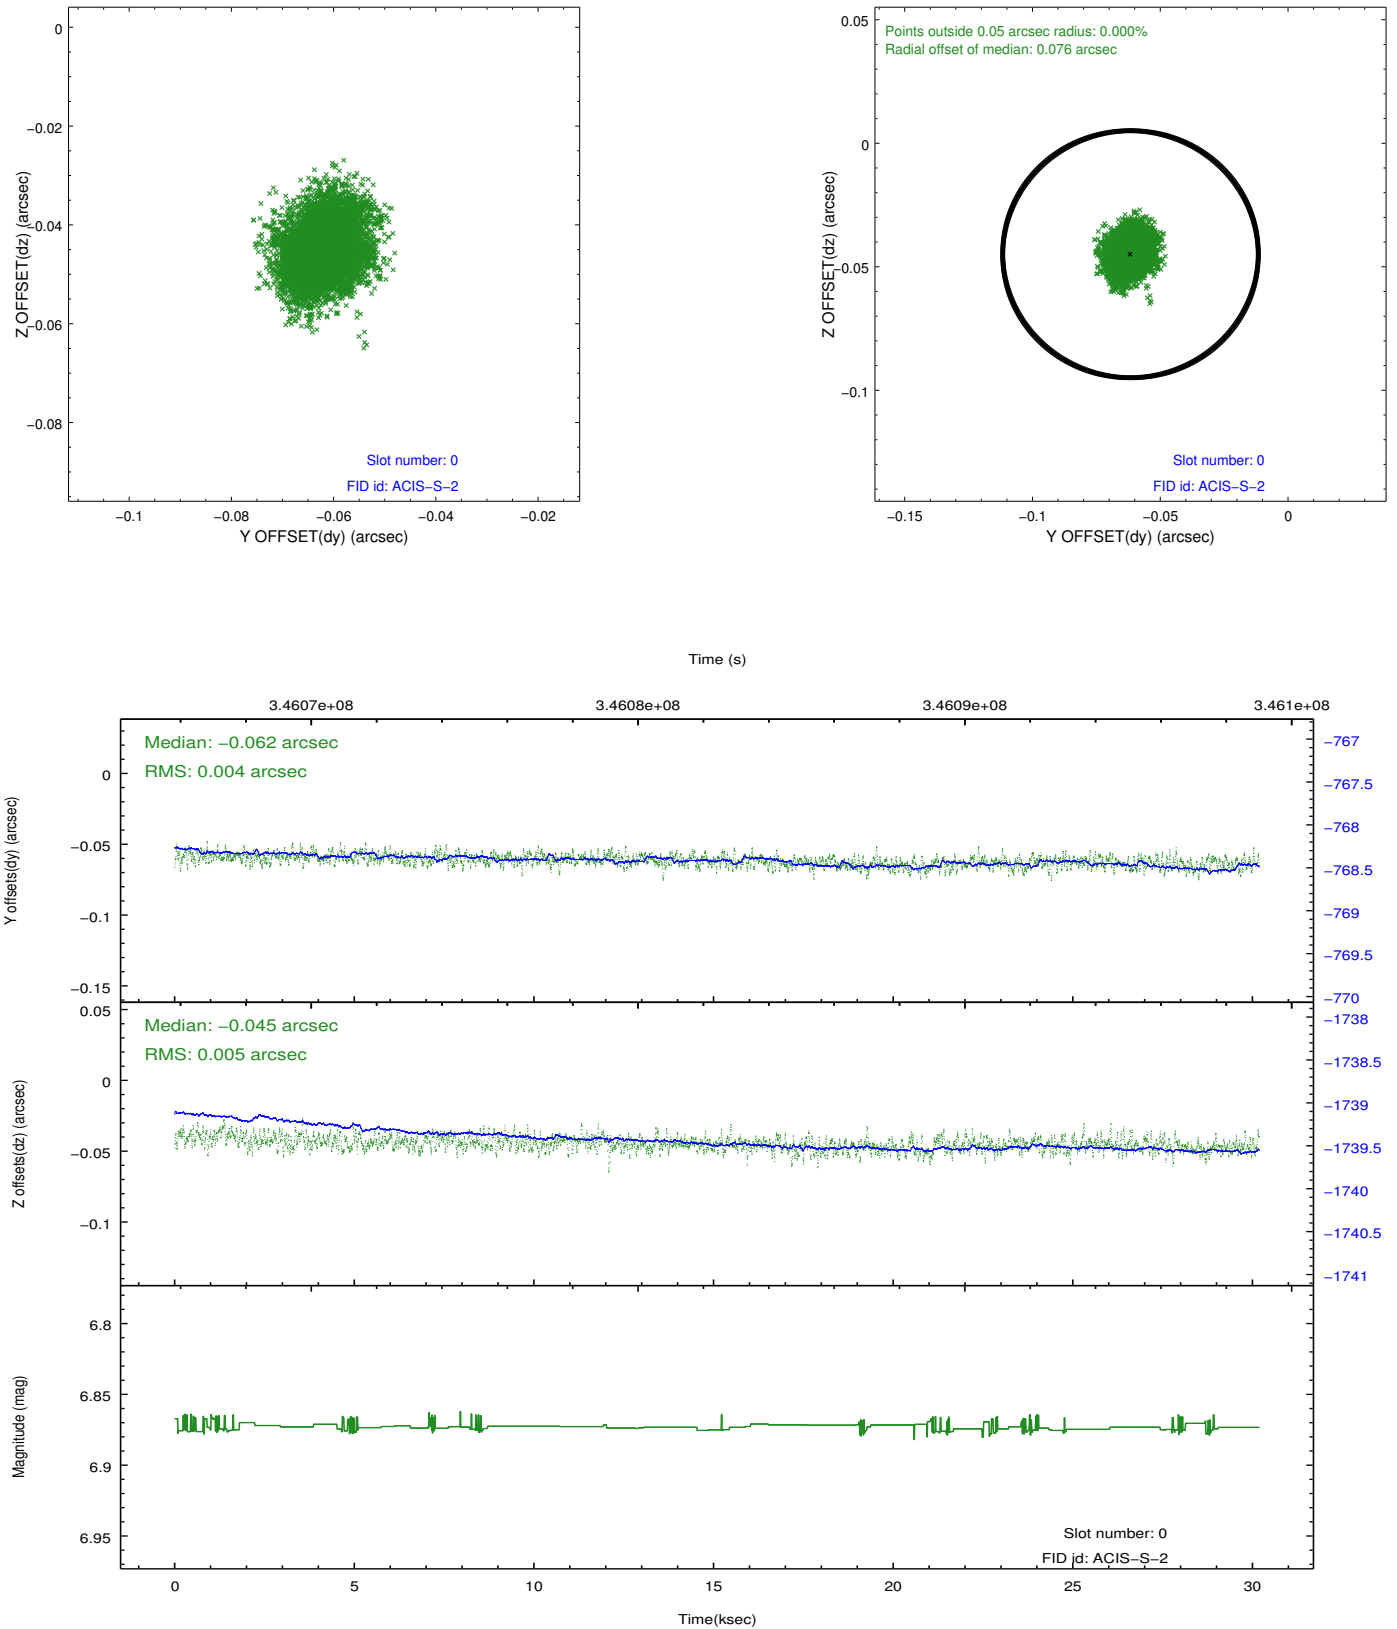 0
−0.02
−0.04
−0.06
−0.08
Z OFFSET(dz) (arcsec)
Slot number: 0
FID id: ACIS−S−2
−0.1
−0.08
−0.06
−0.04
−0.02
Y OFFSET(dy) (arcsec)
0.05
0
−0.05
−0.1
Z OFFSET(dz) (arcsec)
Points outside 0.05 arcsec radius: 0.000%
Radial offset of median: 0.076 arcsec
Slot number: 0
FID id: ACIS−S−2
−0.15
−0.1
−0.05
0
Y OFFSET(dy) (arcsec)
Time (s)
3.4607e+08
3.4608e+08
3.4609e+08
3.461e+08
Median: −0.062 arcsec
RMS: 0.004 arcsec
0
−0.05
−0.1
−0.15
Y offsets(dy) (arcsec)
−767
−767.5
−768
−768.5
−769
−769.5
−770
Median: −0.045 arcsec
RMS: 0.005 arcsec
0.05
0
−0.05
−0.1
Z offsets(dz) (arcsec)
−1738
−1738.5
−1739
−1739.5
−1740
−1740.5
−1741
6.8
6.85
6.9
6.95
Magnitude (mag)
Slot number: 0
FID id: ACIS−S−2
0
5
10
15
20
25
30
Time(ksec)